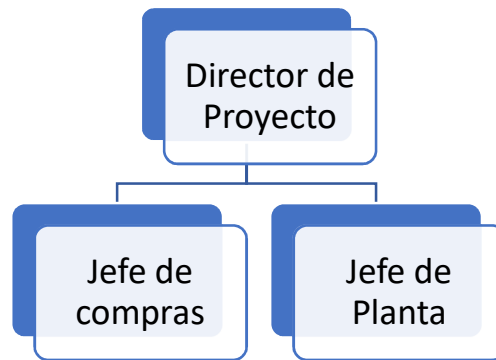 Director de
Proyecto
Jefe de
compras
Jefe de
Planta